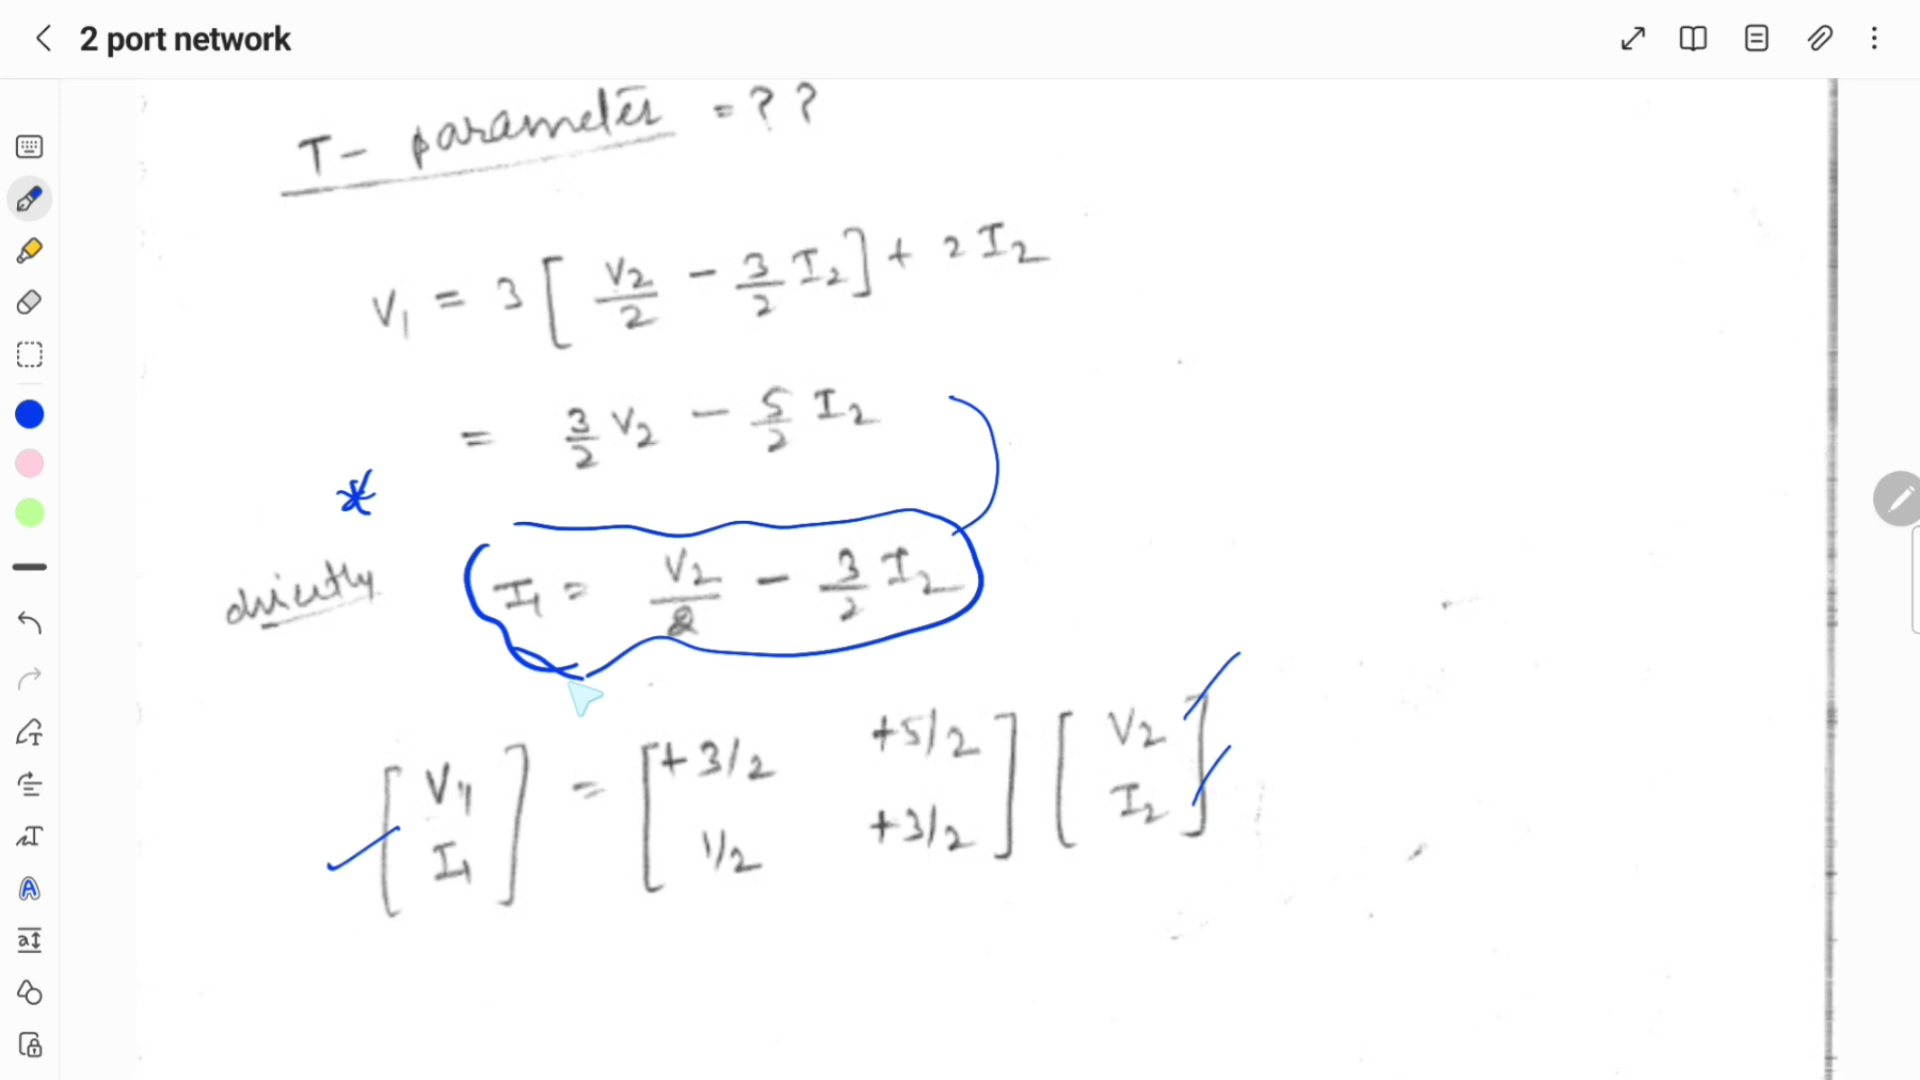 2 port network
T- parameter = ??
V₁ = 3 [ V₂/2 - 3/2 I₂ ] + 2 I₂
= 3/2 V₂ - 5/2 I₂
*
directly I₁ = V₂/2 - 3/2 I₂
[ V₁ I₁ ] = [ +3/2 +5/2 1/2 +3/2 ] [ V₂ I₂ ]